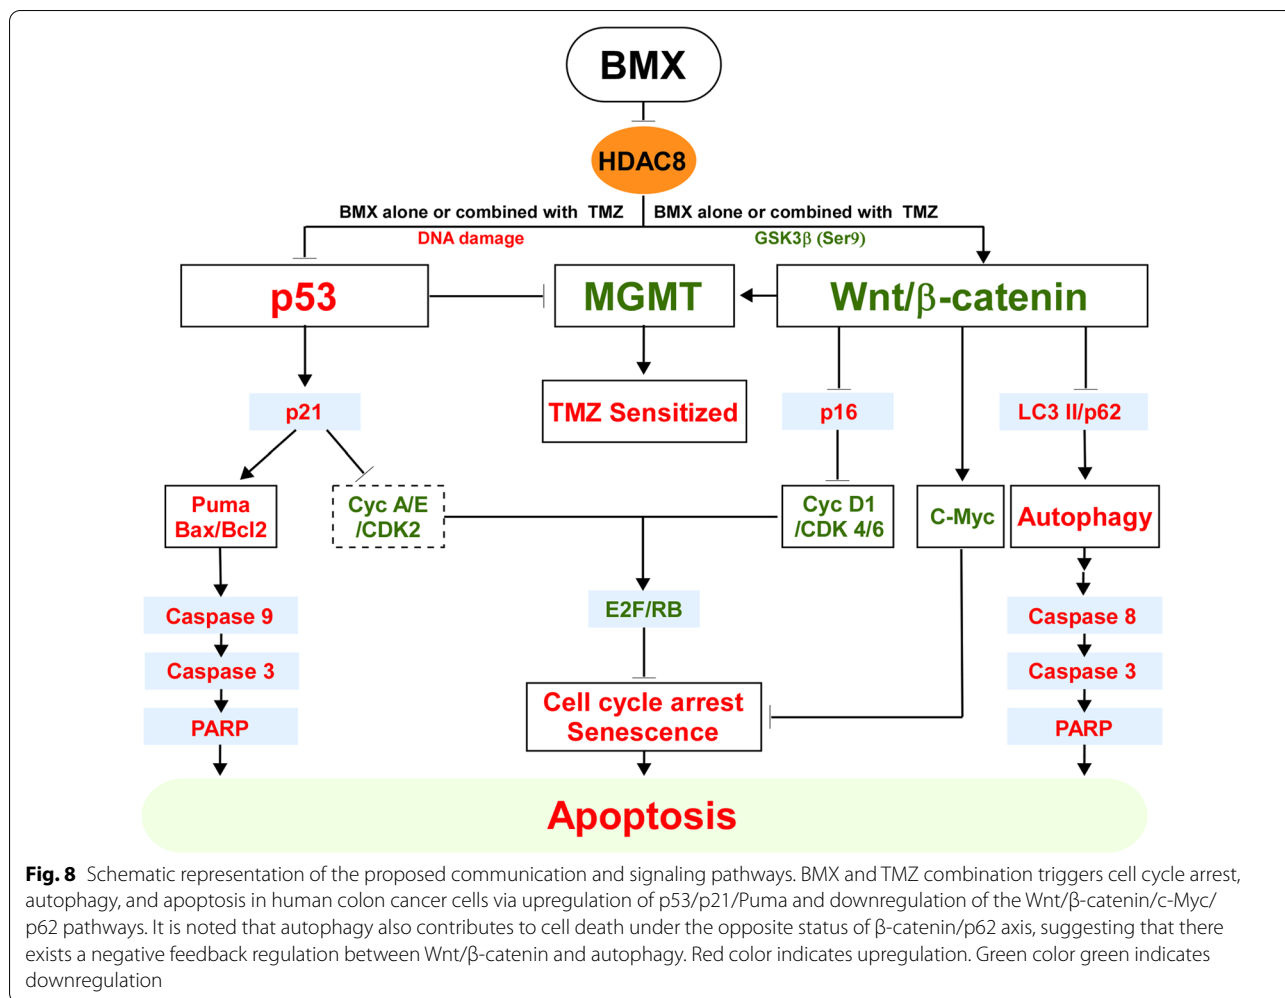 BMX
HDAC8
BMX alone or combined with TMZ
BMX alone or combined with TMZ
DNA damage
GSK3β (Ser9)
p53
MGMT
Wnt/β-catenin
p21
TMZ Sensitized
p16
LC3 II/p62
Puma
Bax/Bcl2
Cyc A/E
/CDK2
Cyc D1
/CDK 4/6
C-Myc
Autophagy
Caspase 9
E2F/RB
Caspase 8
Caspase 3
Caspase 3
Cell cycle arrest
Senescence
PARP
PARP
Apoptosis
Fig. 8 Schematic representation of the proposed communication and signaling pathways. BMX and TMZ combination triggers cell cycle arrest,
autophagy, and apoptosis in human colon cancer cells via upregulation of p53/p21/Puma and downregulation of the Wnt/β-catenin/c-Myc/
p62 pathways. It is noted that autophagy also contributes to cell death under the opposite status of β-catenin/p62 axis, suggesting that there
exists a negative feedback regulation between Wnt/β-catenin and autophagy. Red color indicates upregulation. Green color green indicates
downregulation